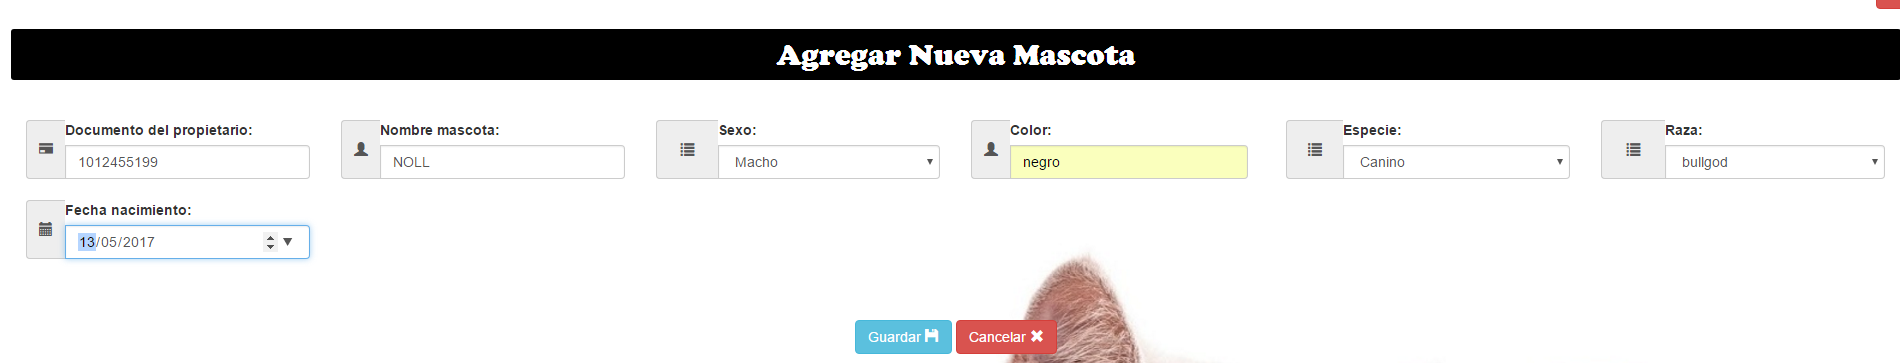 Agregar Nueva Mascota
Documento del propietario: Nombre mascota: Sexo: Color: Especie: Raza:
1012455199 NOLL Macho negro Canino bullgod
Fecha nacimiento:
13/05/2017
Guardar Cancelar